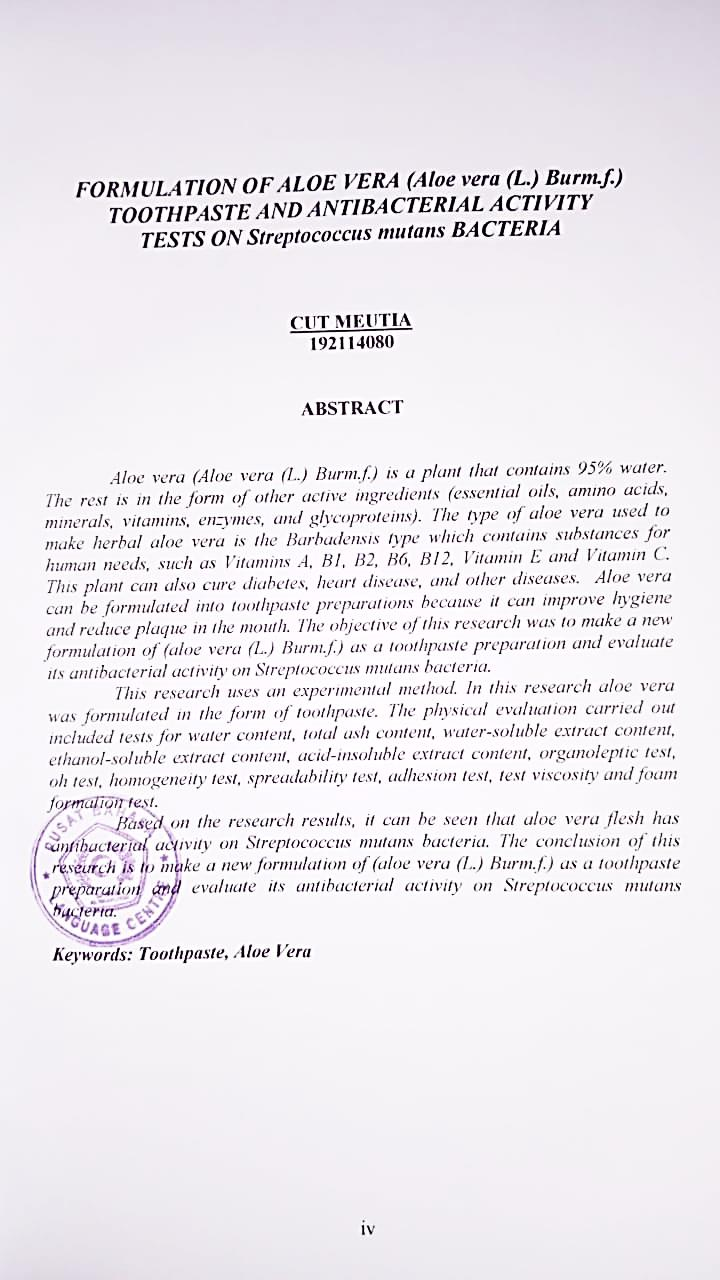 FORMULATION OF ALOE VERA (Aloe vera (L.) Burm.f.)
TOOTHPASTE AND ANTIBACTERIAL ACTIVITY
TESTS ON Streptococcus mutans BACTERIA
CUT MEUTIA
192114080
ABSTRACT
Aloe vera (Aloe vera (L.) Burm.f.) is a plant that contains 95% water.
The rest is in the form of other active ingredients (essential oils, amino acids,
minerals, vitamins, enzymes, and glycoproteins). The type of aloe vera used to
make herbal aloe vera is the Barbadensis type which contains substances for
human needs, such as Vitamins A, B1, B2, B6, B12, Vitamin E and Vitamin C.
This plant can also cure diabetes, heart disease, and other diseases. Aloe vera
can be formulated into toothpaste preparations because it can improve hygiene
and reduce plaque in the mouth. The objective of this research was to make a new
formulation of (aloe vera (L.) Burm.f.) as a toothpaste preparation and evaluate
its antibacterial activity on Streptococcus mutans bacteria.
This research uses an experimental method. In this research aloe vera
was formulated in the form of toothpaste. The physical evaluation carried out
included tests for water content, total ash content, water-soluble extract content,
ethanol-soluble extract content, acid-insoluble extract content, organoleptic test,
oh test, homogeneity test, spreadability test, adhesion test, test viscosity and foam
formation test.
Based on the research results, it can be seen that aloe vera flesh has
antibacterial activity on Streptococcus mutans bacteria. The conclusion of this
research is to make a new formulation of (aloe vera (L.) Burm.f.) as a toothpaste
preparation and evaluate its antibacterial activity on Streptococcus mutans
bacteria.
PUSAT BAHASA
LANGUAGE CENTRE
Keywords: Toothpaste, Aloe Vera
iv